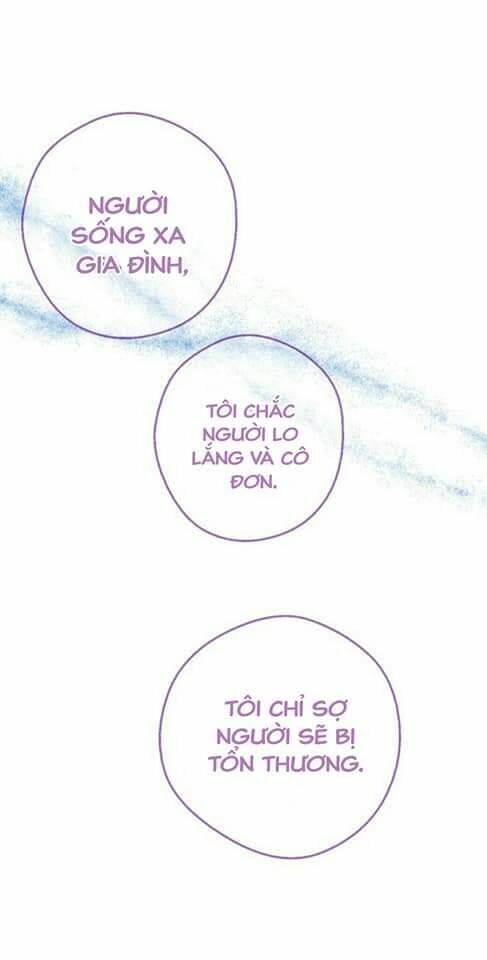 NGƯỜI
SỐNG XA
GIA ĐÌNH,
TÔI CHẮC
NGƯỜI LO
LẮNG VÀ CÔ
ĐƠN.
TÔI CHỈ SỢ
NGƯỜI SẼ BỊ
TỔN THƯƠNG.